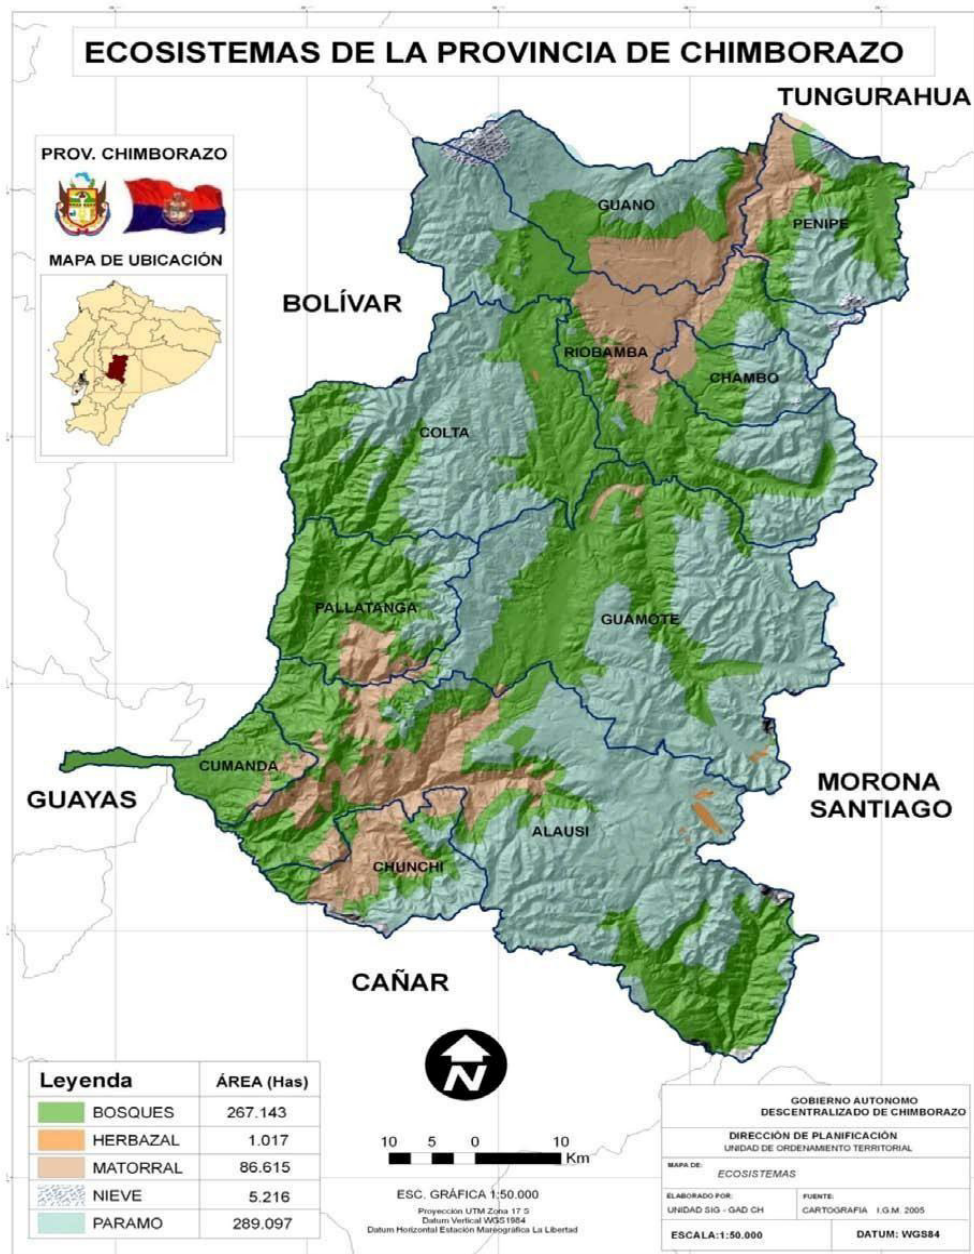 ECOSISTEMAS DE LA PROVINCIA DE CHIMBORAZO
TUNGURAHUA
PROV. CHIMBORAZO
MAPA DE UBICACIÓN
GUANO
PENIPE
BOLÍVAR
RIOBAMBA
CHAMBO
COLTA
PALLATANGA
GUAMOTE
CUMANDA
GUAYAS
MORONA
SANTIAGO
ALAUSI
CHUNCHI
CAÑAR
N
Leyenda ÁREA (Has)
BOSQUES 267.143
HERBAZAL 1.017
MATORRAL 86.615
NIEVE 5.216
PARAMO 289.097
10 5 0 10
Km
ESC. GRÁFICA 1:50.000
Proyección UTM Zona 17 S
Datum Vertical WGS1984
Datum Horizontal Estación Mareográfica La Libertad
GOBIERNO AUTONOMO
DESCENTRALIZADO DE CHIMBORAZO
DIRECCIÓN DE PLANIFICACIÓN
UNIDAD DE ORDENAMIENTO TERRITORIAL
MAPA DE:
ECOSISTEMAS
ELABORADO POR:
UNIDAD SIG - GAD CH
FUENTE:
CARTOGRAFIA I.G.M. 2005
ESCALA:1:50.000
DATUM: WGS84